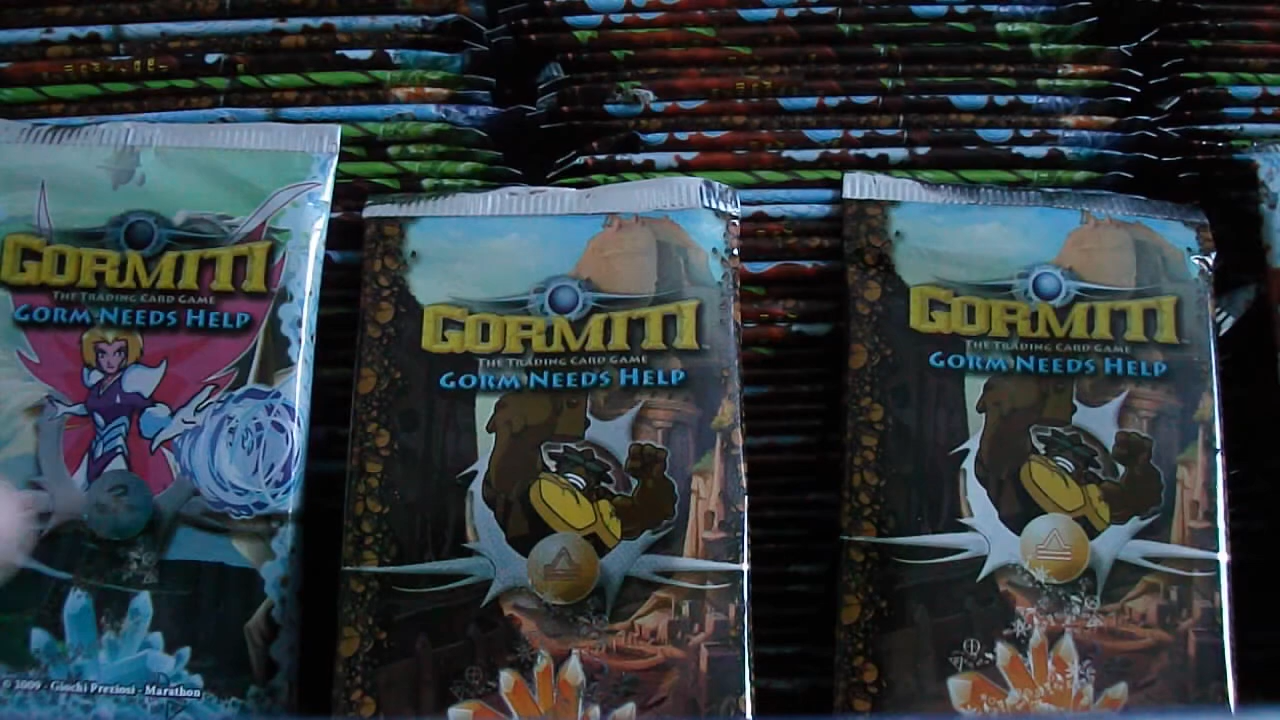 GORMITI
THE TRADING CARD GAME
GORM NEEDS HELP
© 2009 - Giochi Preziosi - Marathon
GORMITI
THE TRADING CARD GAME
GORM NEEDS HELP
GORMITI
THE TRADING CARD GAME
GORM NEEDS HELP